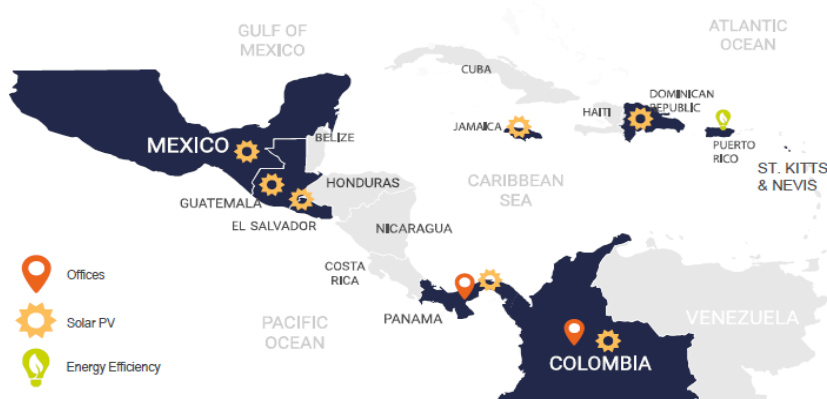 GULF OF
MEXICO
ATLANTIC
OCEAN
CUBA
DOMINICAN
REPUBLIC
HAITI
JAMAICA
PUERTO
RICO
MEXICO
BELIZE
ST. KITTS
& NEVIS
CARIBBEAN
SEA
HONDURAS
GUATEMALA
EL SALVADOR
NICARAGUA
COSTA
RICA
Offices
Solar PV
Energy Efficiency
PACIFIC
OCEAN
PANAMA
VENEZUELA
COLOMBIA